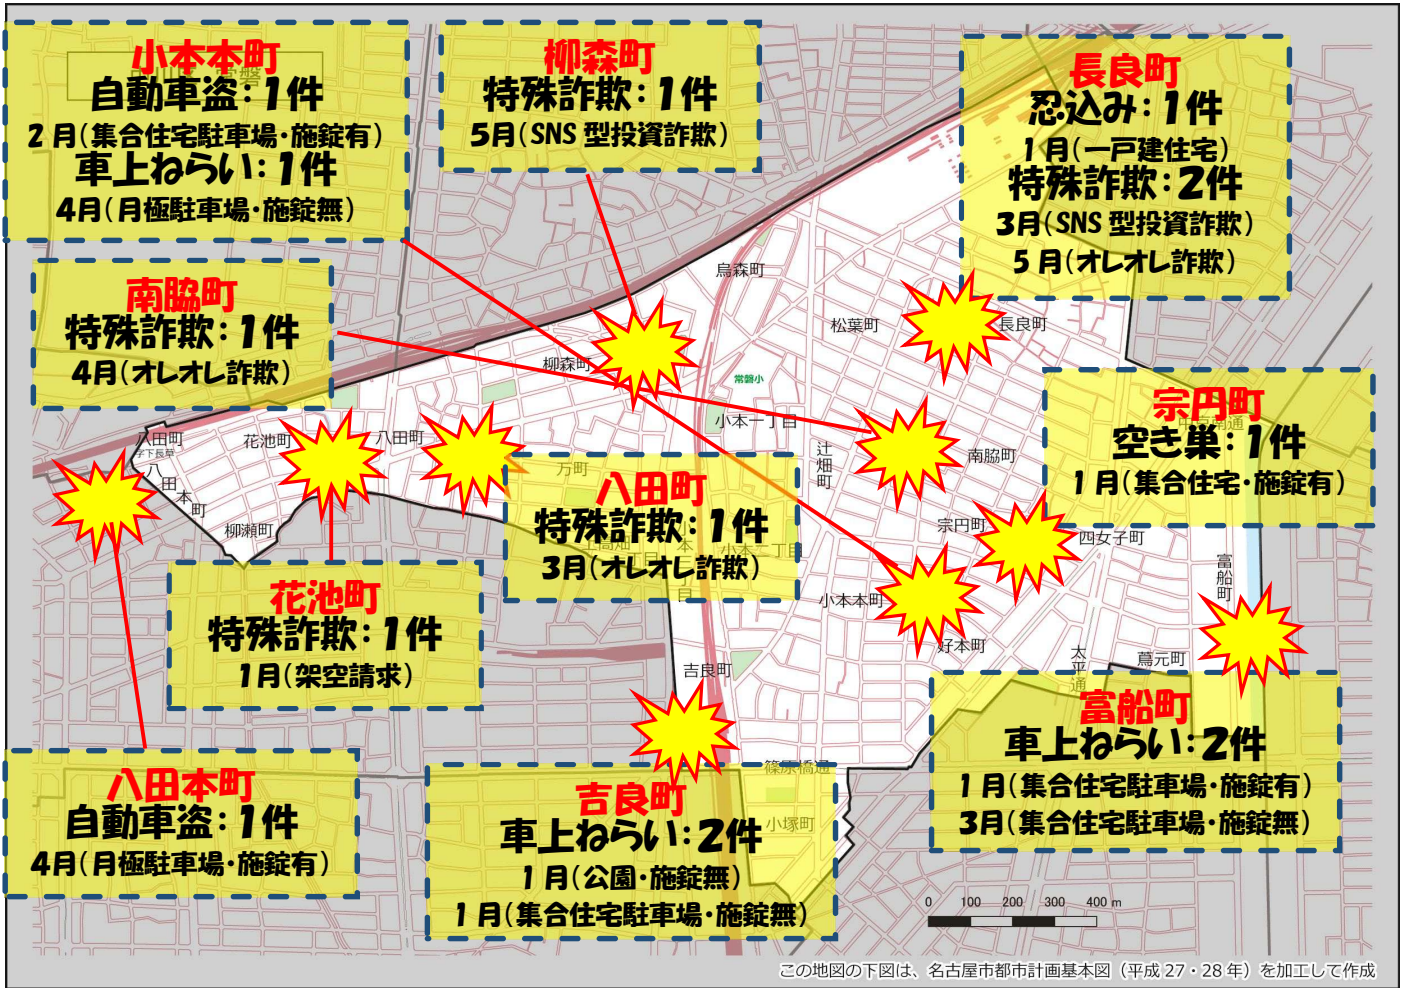 小本本町
自動車盗：1件
2月（集合住宅駐車場・施錠有）
車上ねらい：1件
4月（月極駐車場・施錠無）
柳森町
特殊詐欺：1件
5月（SNS型投資詐欺）
長良町
忍込み：1件
1月（一戸建住宅）
特殊詐欺：2件
3月（SNS型投資詐欺）
5月（オレオレ詐欺）
南脇町
特殊詐欺：1件
4月（オレオレ詐欺）
宗円町
空き巣：1件
1月（集合住宅・施錠有）
八田町
特殊詐欺：1件
3月（オレオレ詐欺）
花池町
特殊詐欺：1件
1月（架空請求）
八田本町
自動車盗：1件
4月（月極駐車場・施錠有）
吉良町
車上ねらい：2件
1月（公園・施錠無）
1月（集合住宅駐車場・施錠無）
富船町
車上ねらい：2件
1月（集合住宅駐車場・施錠有）
3月（集合住宅駐車場・施錠無）
烏森町
松葉町
長良町
柳森町
常磐小
小本一丁目
辻畑町
南脇町
八田町
字下長草
花池町
八田町
万町
八田本町
柳瀬町
宗円町
四女子町
富船町
小本本町
好本町
太平通
蔦元町
吉良町
篠原橋通
小塚町
0 100 200 300 400 m
この地図の下図は、名古屋市都市計画基本図（平成27・28年）を加工して作成